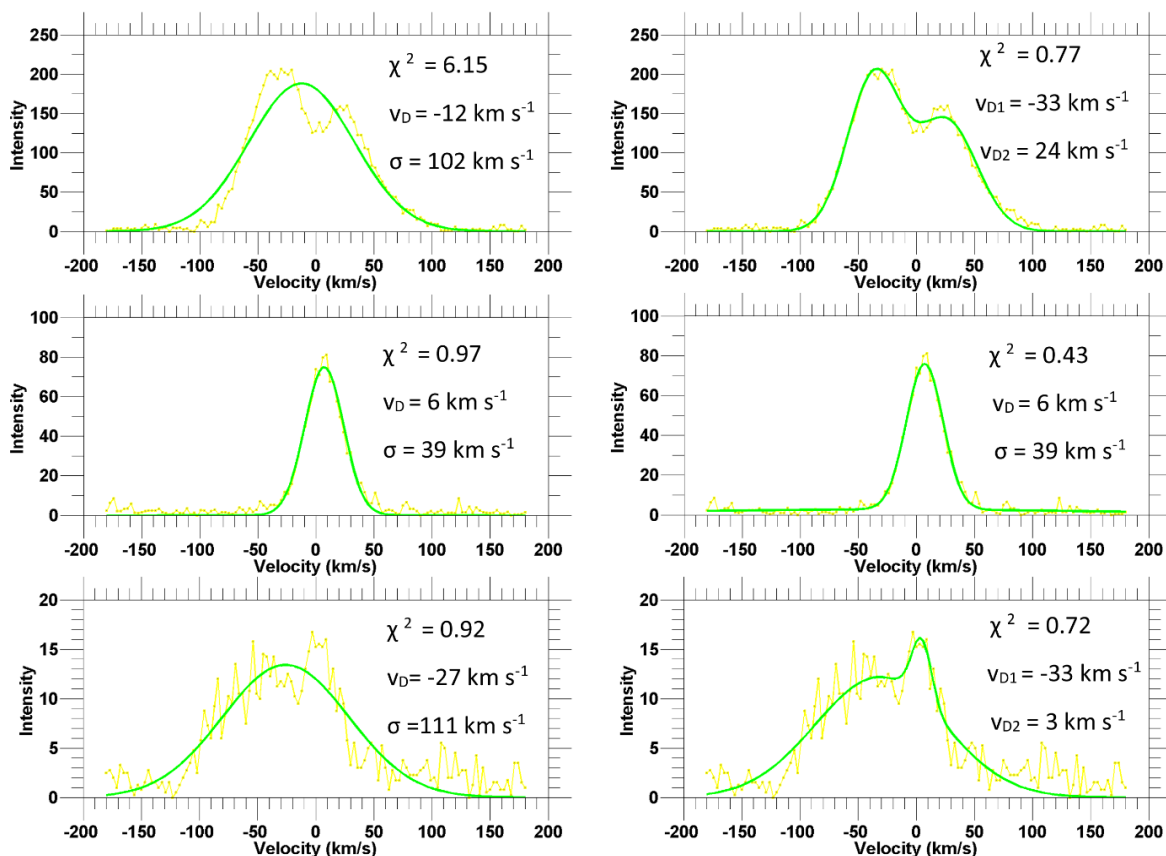 250
200
150
100
50
0
Intensity
χ² = 6.15
v_D = -12 km s⁻¹
σ = 102 km s⁻¹
-200 -150 -100 -50 0 50 100 150 200
Velocity (km/s)
250
200
150
100
50
0
Intensity
χ² = 0.77
v_D1 = -33 km s⁻¹
v_D2 = 24 km s⁻¹
-200 -150 -100 -50 0 50 100 150 200
Velocity (km/s)
100
80
60
40
20
0
Intensity
χ² = 0.97
v_D = 6 km s⁻¹
σ = 39 km s⁻¹
-200 -150 -100 -50 0 50 100 150 200
Velocity (km/s)
100
80
60
40
20
0
Intensity
χ² = 0.43
v_D = 6 km s⁻¹
σ = 39 km s⁻¹
-200 -150 -100 -50 0 50 100 150 200
Velocity (km/s)
20
15
10
5
0
Intensity
χ² = 0.92
v_D = -27 km s⁻¹
σ =111 km s⁻¹
-200 -150 -100 -50 0 50 100 150 200
Velocity (km/s)
20
15
10
5
0
Intensity
χ² = 0.72
v_D1 = -33 km s⁻¹
v_D2 = 3 km s⁻¹
-200 -150 -100 -50 0 50 100 150 200
Velocity (km/s)